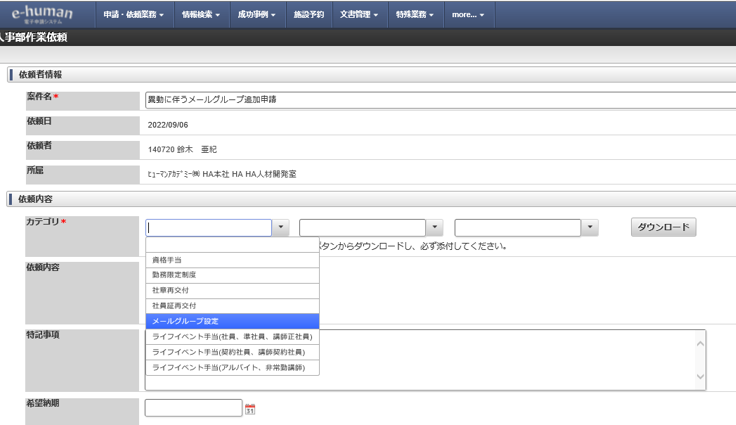 e-human 申請・依頼業務 情報検索 成功事例 施設予約 文書管理 特殊業務 more...
電子申請システム
人事部作業依頼
依頼者情報
案件名* 異動に伴うメールグループ追加申請
依頼日 2022/09/06
依頼者 140720 鈴木 亜紀
所属 ﾋｭｰﾏﾝｱｶﾃﾞﾐｰ㈱ HA本社 HA HA人材開発室
依頼内容
カテゴリ* ダウンロード
ボタンからダウンロードし、必ず添付してください。
資格手当
依頼内容
勤務限定制度
社章再交付
社員証再交付
メールグループ設定
特記事項
ライフイベント手当(社員、準社員、講師正社員)
ライフイベント手当(契約社員、講師契約社員)
ライフイベント手当(アルバイト、非常勤講師)
希望納期 31